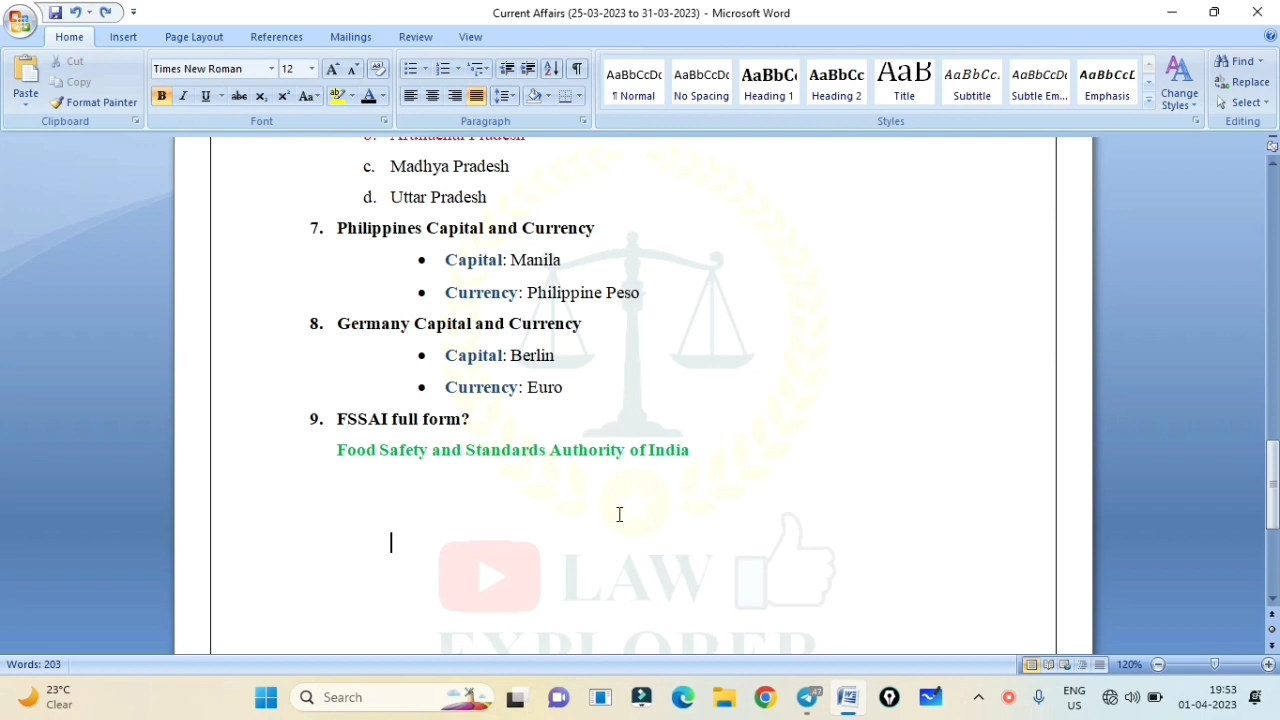 Current Affairs (25-03-2023 to 31-03-2023) - Microsoft Word
Home Insert Page Layout References Mailings Review View
Paste Cut Copy Format Painter
Times New Roman 12
AaBbCcDc AaBbCcDc AaBbCc AaBbCc AaB AaBbCc. AaBbCcDc AaBbCcL
¶ Normal No Spacing Heading 1 Heading 2 Title Subtitle Subtle Em... Emphasis
Change Styles
Find Replace Select
Clipboard Font Paragraph Styles Editing
b. Arunachal Pradesh
c. Madhya Pradesh
d. Uttar Pradesh
7. Philippines Capital and Currency
• Capital: Manila
• Currency: Philippine Peso
8. Germany Capital and Currency
• Capital: Berlin
• Currency: Euro
9. FSSAI full form?
Food Safety and Standards Authority of India
LAW
EXPLORER
Words: 203 120%
23°C
Clear
Search
ENG
US
19:53
01-04-2023